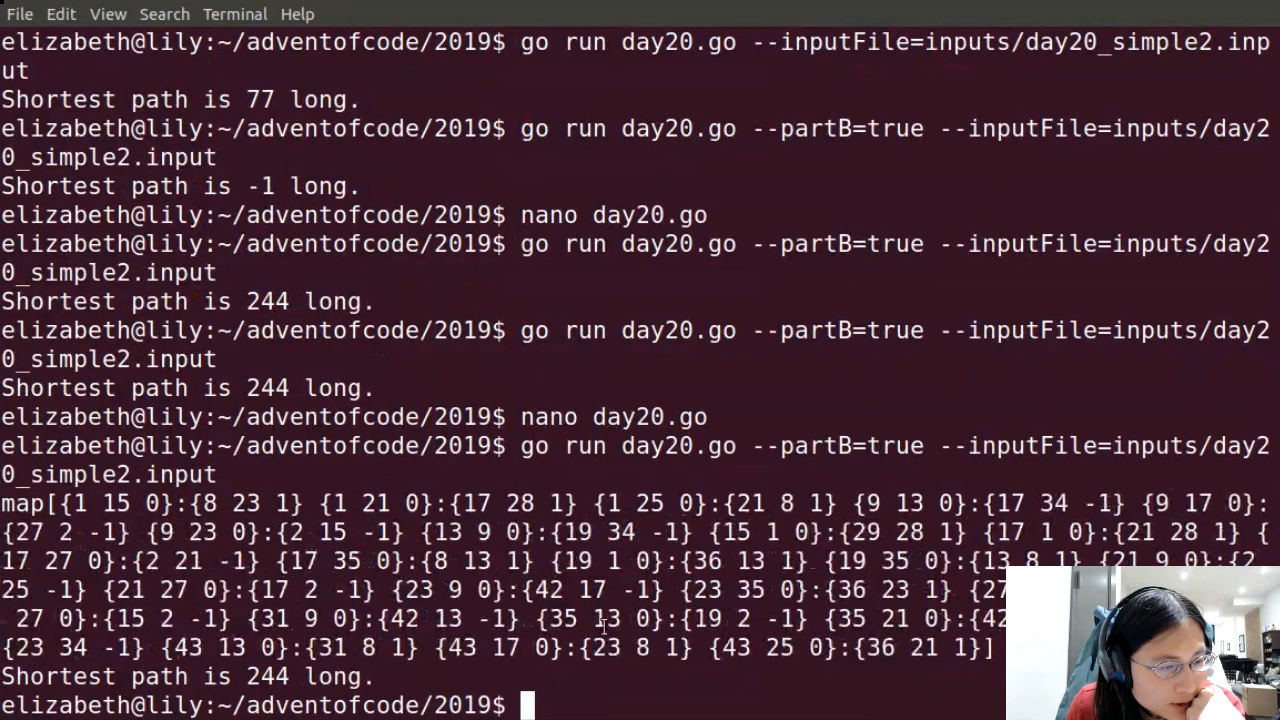 File Edit View Search Terminal Help
elizabeth@lily:~/adventofcode/2019$ go run day20.go --inputFile=inputs/day20_simple2.inp
ut
Shortest path is 77 long.
elizabeth@lily:~/adventofcode/2019$ go run day20.go --partB=true --inputFile=inputs/day2
0_simple2.input
Shortest path is -1 long.
elizabeth@lily:~/adventofcode/2019$ nano day20.go
elizabeth@lily:~/adventofcode/2019$ go run day20.go --partB=true --inputFile=inputs/day2
0_simple2.input
Shortest path is 244 long.
elizabeth@lily:~/adventofcode/2019$ go run day20.go --partB=true --inputFile=inputs/day2
0_simple2.input
Shortest path is 244 long.
elizabeth@lily:~/adventofcode/2019$ nano day20.go
elizabeth@lily:~/adventofcode/2019$ go run day20.go --partB=true --inputFile=inputs/day2
0_simple2.input
map[{1 15 0}:{8 23 1} {1 21 0}:{17 28 1} {1 25 0}:{21 8 1} {9 13 0}:{17 34 -1} {9 17 0}:
{27 2 -1} {9 23 0}:{2 15 -1} {13 9 0}:{19 34 -1} {15 1 0}:{29 28 1} {17 1 0}:{21 28 1} {
17 27 0}:{2 21 -1} {17 35 0}:{8 13 1} {19 1 0}:{36 13 1} {19 35 0}:{13 8 1} {21 9 0}:{2
25 -1} {21 27 0}:{17 2 -1} {23 9 0}:{42 17 -1} {23 35 0}:{36 23 1} {27
27 0}:{15 2 -1} {31 9 0}:{42 13 -1} {35 13 0}:{19 2 -1} {35 21 0}:{42
{23 34 -1} {43 13 0}:{31 8 1} {43 17 0}:{23 8 1} {43 25 0}:{36 21 1}]
Shortest path is 244 long.
elizabeth@lily:~/adventofcode/2019$